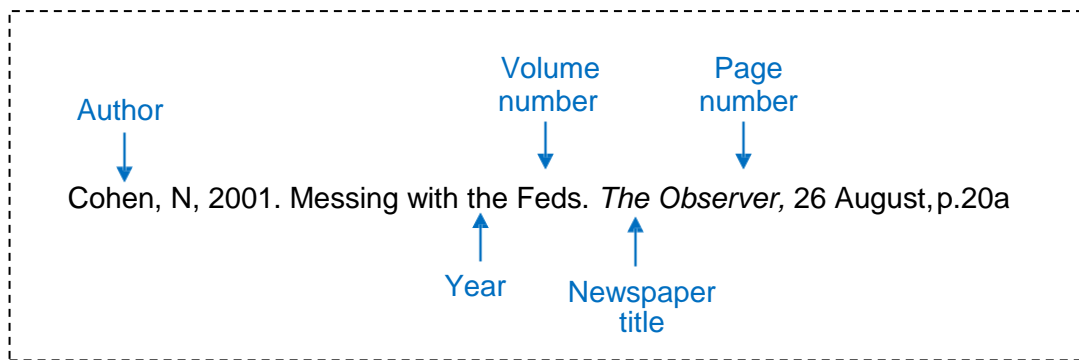 Volume
number
Page
number
Author
Cohen, N, 2001. Messing with the Feds. The Observer, 26 August, p.20a
Year
Newspaper
title